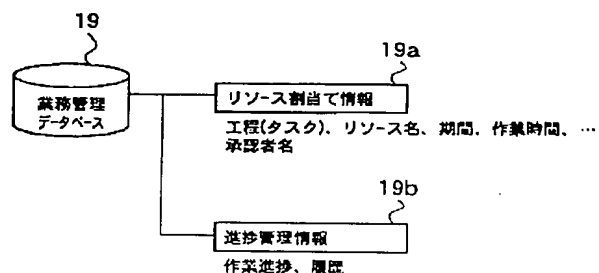 19
業務管理
データベース
19a
リソース割当て情報
工程(タスク)、リソース名、期間、作業時間、…
承認者名
19b
進捗管理情報
作業進捗、履歴